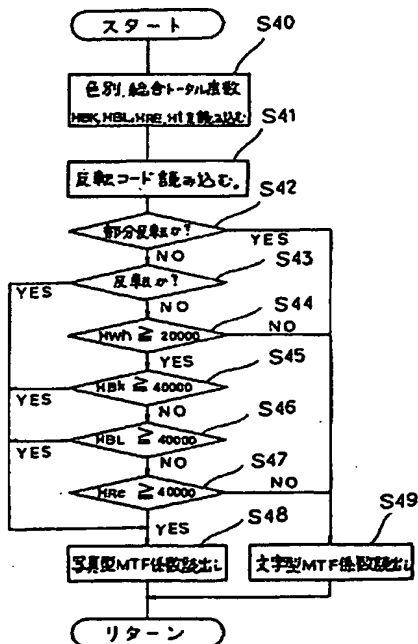 スタート
S40
色別,総合トータル度数
HBK,HBL,HRE,Htを読み込む
S41
反転コード読み込む。
S42
部分反転か?
YES
NO
S43
反転か?
YES
NO
S44
Hwh ≧ 20000
NO
YES
S45
HBk ≧ 40000
YES
NO
S46
HBL ≧ 40000
YES
NO
S47
HRe ≧ 40000
NO
YES
S48
S49
写真型MTF係数読出し
文字型MTF係数読出し
リターン